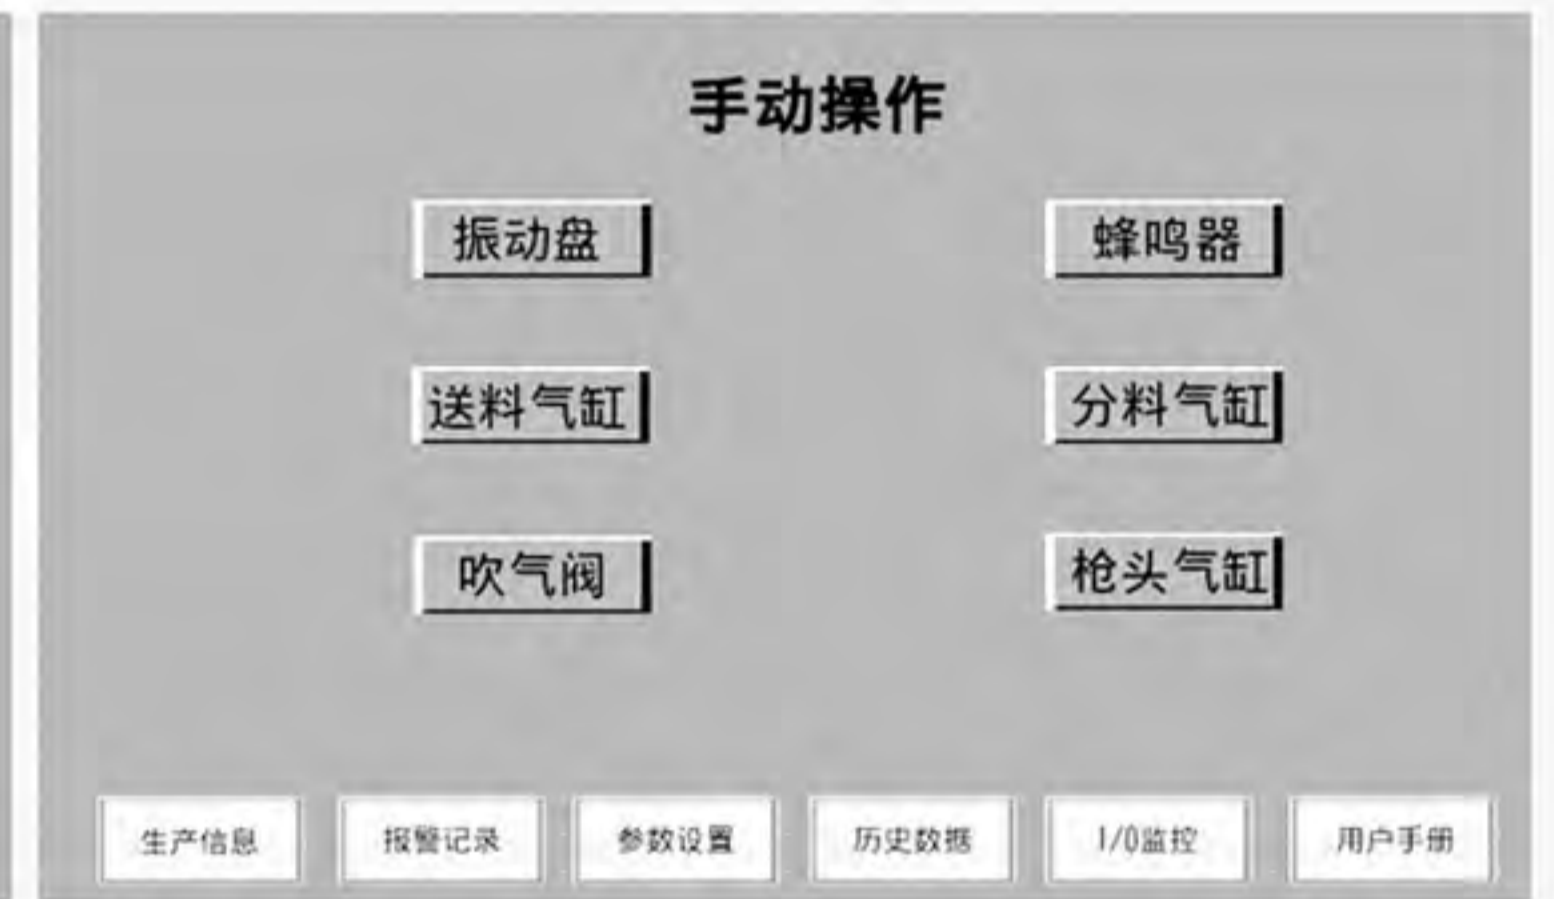 手动操作
振动盘 蜂鸣器
送料气缸 分料气缸
吹气阀 枪头气缸
生产信息 报警记录 参数设置 历史数据 I/O监控 用户手册